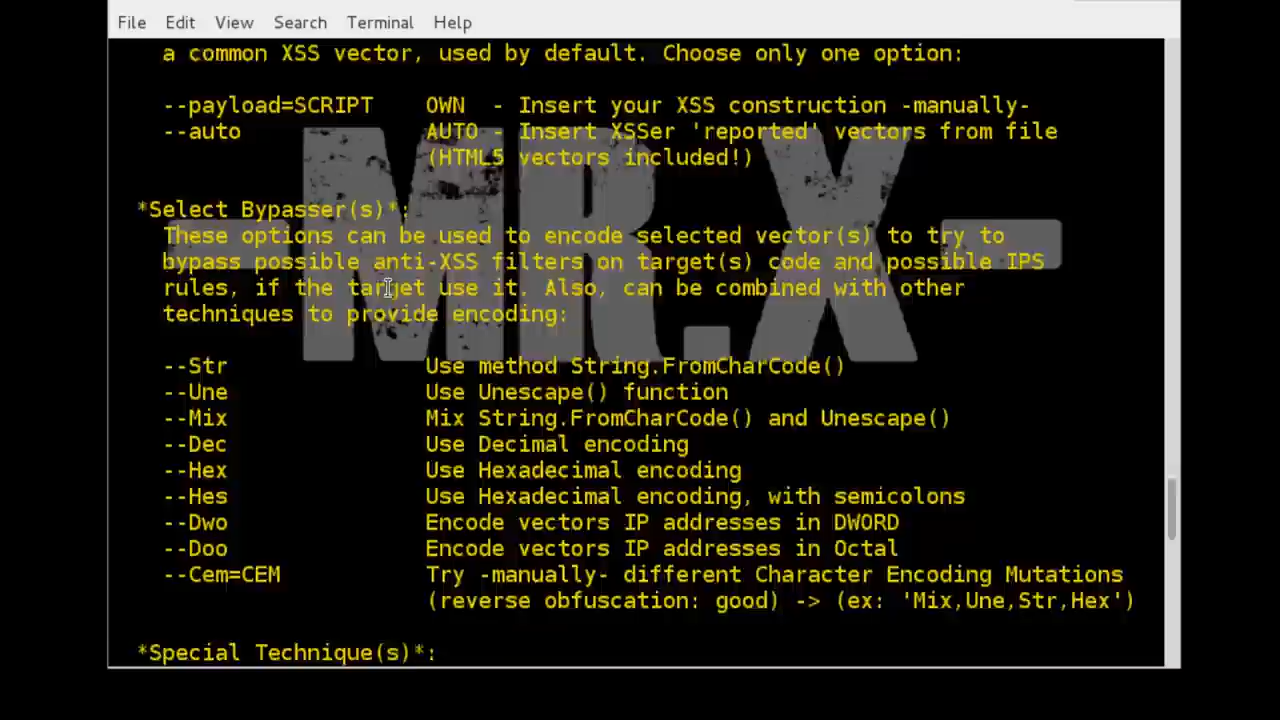 File Edit View Search Terminal Help
a common XSS vector, used by default. Choose only one option:
--payload=SCRIPT OWN - Insert your XSS construction -manually-
--auto AUTO - Insert XSSer 'reported' vectors from file
(HTML5 vectors included!)
-MR.X-
*Select Bypasser(s)*:
These options can be used to encode selected vector(s) to try to
bypass possible anti-XSS filters on target(s) code and possible IPS
rules, if the target use it. Also, can be combined with other
techniques to provide encoding:
--Str Use method String.FromCharCode()
--Une Use Unescape() function
--Mix Mix String.FromCharCode() and Unescape()
--Dec Use Decimal encoding
--Hex Use Hexadecimal encoding
--Hes Use Hexadecimal encoding, with semicolons
--Dwo Encode vectors IP addresses in DWORD
--Doo Encode vectors IP addresses in Octal
--Cem=CEM Try -manually- different Character Encoding Mutations
(reverse obfuscation: good) -> (ex: 'Mix,Une,Str,Hex')
*Special Technique(s)*: